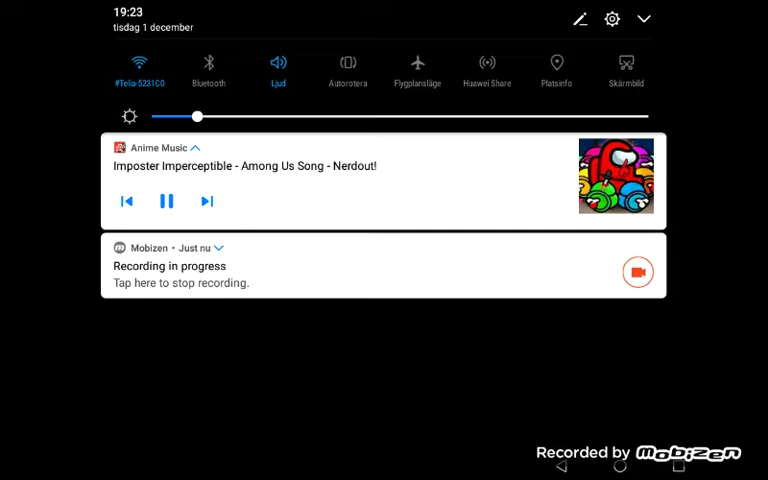 19:23
tisdag 1 december
#Telia-5231C0
Bluetooth
Ljud
Autorotera
Flygplansläge
Huawei Share
Platsinfo
Skärmbild
Anime Music
Imposter Imperceptible - Among Us Song - Nerdout!
Mobizen • Just nu
Recording in progress
Tap here to stop recording.
Recorded by Mobizen